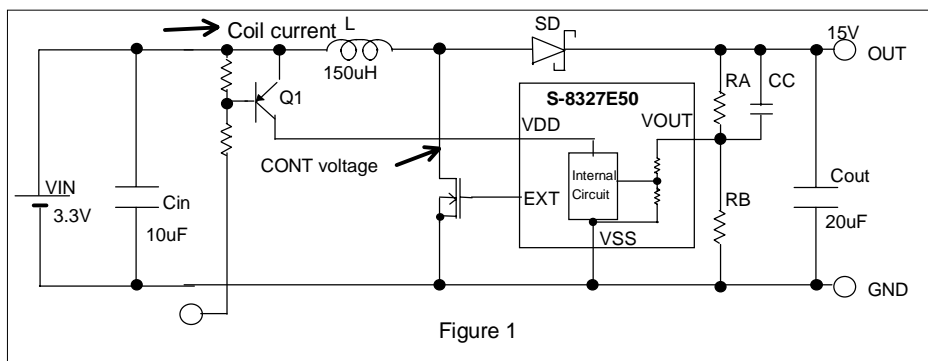 Coil current
L
150uH
SD
15V
OUT
Q1
S-8327E50
RA
CC
VDD
VOUT
CONT voltage
Internal
Circuit
EXT
VSS
RB
VIN
3.3V
Cin
10uF
Cout
20uF
GND
Figure 1